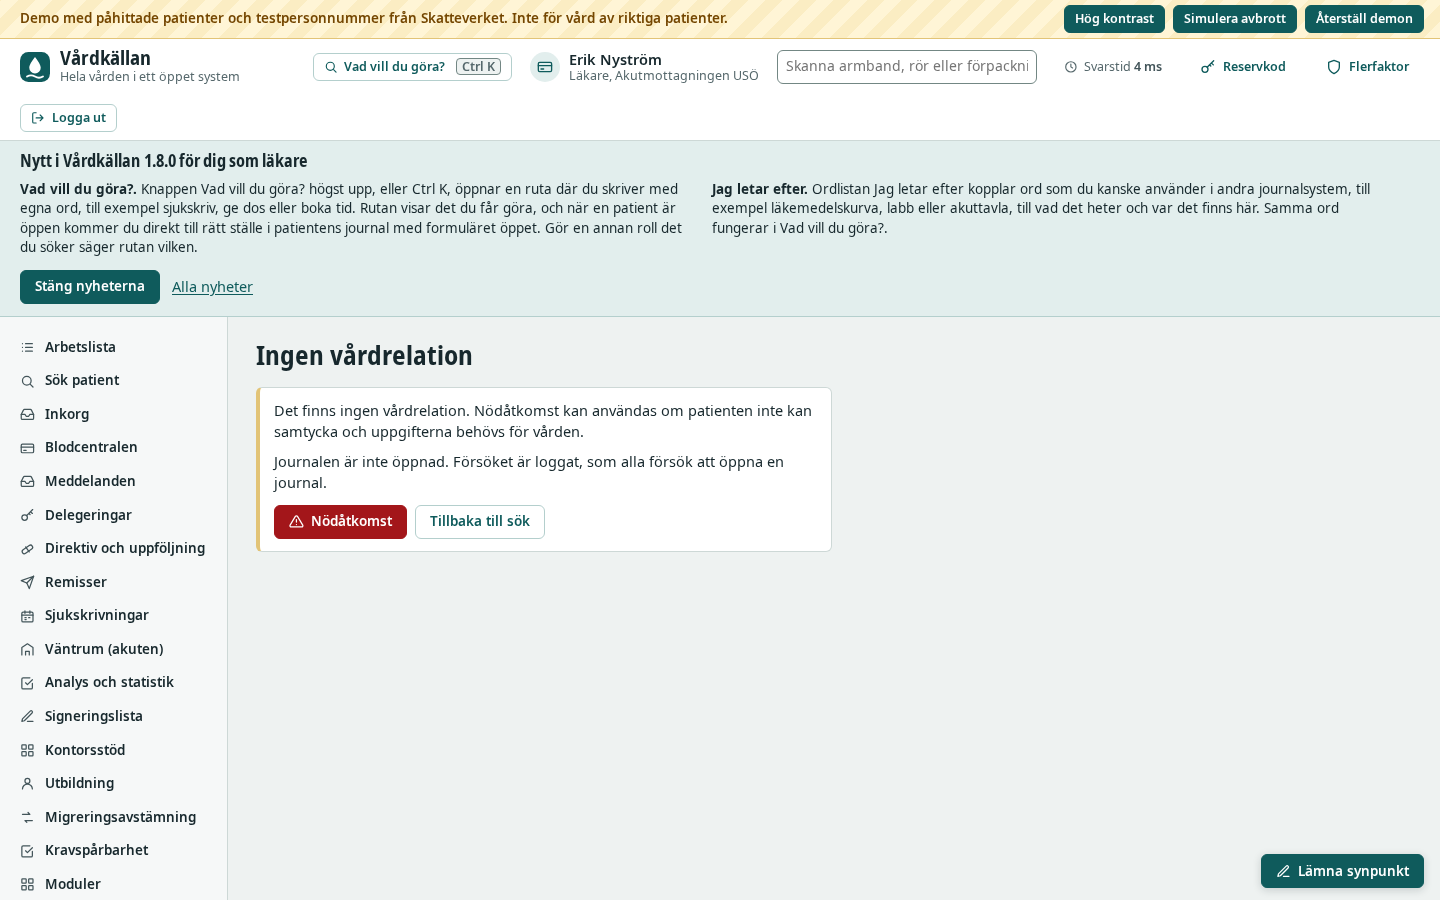 Demo med påhittade patienter och testpersonnummer från Skatteverket. Inte för vård av riktiga patienter.
Hög kontrast
Simulera avbrott
Återställ demon
Vårdkällan
Hela vården i ett öppet system
Vad vill du göra? Ctrl K
Erik Nyström
Läkare, Akutmottagningen USÖ
Skanna armband, rör eller förpackni
Svarstid 4 ms
Reservkod
Flerfaktor
Logga ut
Nytt i Vårdkällan 1.8.0 för dig som läkare
Vad vill du göra?. Knappen Vad vill du göra? högst upp, eller Ctrl K, öppnar en ruta där du skriver med
egna ord, till exempel sjukskriv, ge dos eller boka tid. Rutan visar det du får göra, och när en patient är
öppen kommer du direkt till rätt ställe i patientens journal med formuläret öppet. Gör en annan roll det
du söker säger rutan vilken.
Jag letar efter. Ordlistan Jag letar efter kopplar ord som du kanske använder i andra journalsystem, till
exempel läkemedelskurva, labb eller akuttavla, till vad det heter och var det finns här. Samma ord
fungerar i Vad vill du göra?.
Stäng nyheterna
Alla nyheter
Arbetslista
Sök patient
Inkorg
Blodcentralen
Meddelanden
Delegeringar
Direktiv och uppföljning
Remisser
Sjukskrivningar
Väntrum (akuten)
Analys och statistik
Signeringslista
Kontorsstöd
Utbildning
Migreringsavstämning
Kravspårbarhet
Moduler
Ingen vårdrelation
Det finns ingen vårdrelation. Nödåtkomst kan användas om patienten inte kan
samtycka och uppgifterna behövs för vården.
Journalen är inte öppnad. Försöket är loggat, som alla försök att öppna en
journal.
Nödåtkomst
Tillbaka till sök
Lämna synpunkt